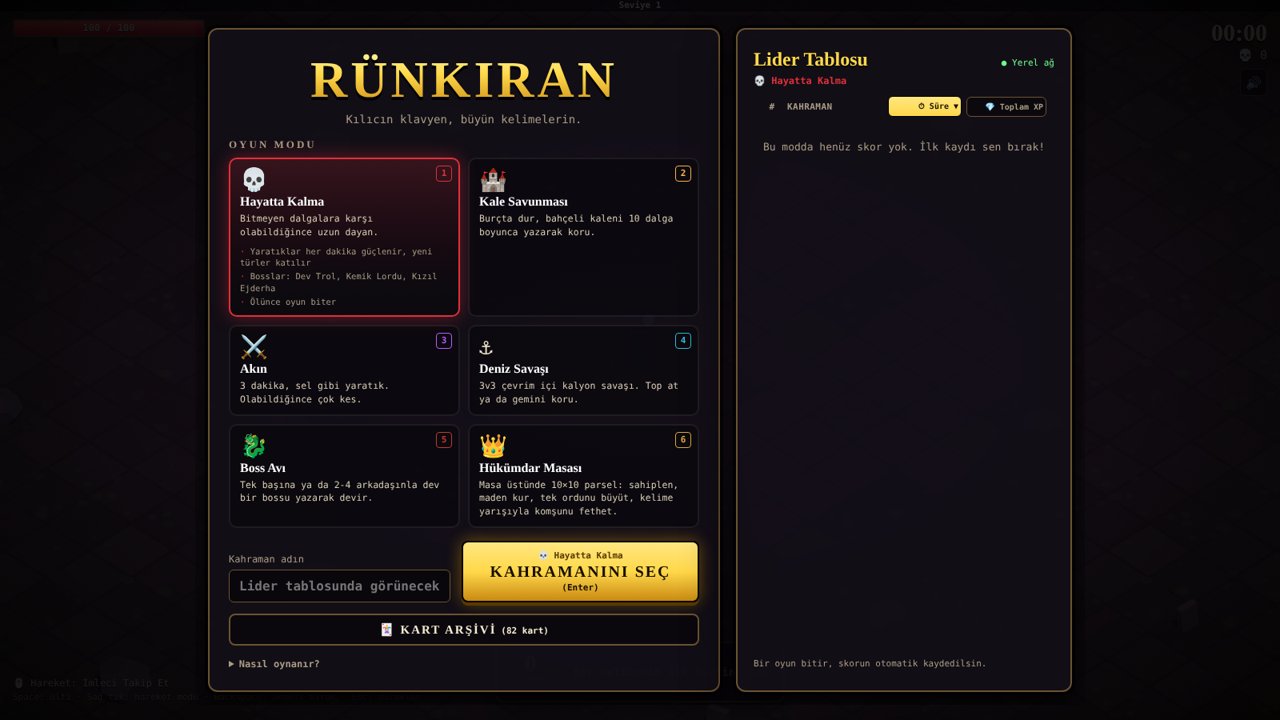 Seviye 1
100 / 100
00:00
0
RÜNKIRAN
Kılıcın klavyen, büyün kelimelerin.
OYUN MODU
1
Hayatta Kalma
Bitmeyen dalgalara karşı
olabildiğince uzun dayan.
· Yaratıklar her dakika güçlenir, yeni
türler katılır
· Bosslar: Dev Trol, Kemik Lordu, Kızıl
Ejderha
· Ölünce oyun biter
2
Kale Savunması
Burçta dur, bahçeli kaleni 10 dalga
boyunca yazarak koru.
3
Akın
3 dakika, sel gibi yaratık.
Olabildiğince çok kes.
4
Deniz Savaşı
3v3 çevrim içi kalyon savaşı. Top at
ya da gemini koru.
5
Boss Avı
Tek başına ya da 2-4 arkadaşınla dev
bir bossu yazarak devir.
6
Hükümdar Masası
Masa üstünde 10×10 parsel: sahiplen,
maden kur, tek ordunu büyüt, kelime
yarışıyla komşunu fethet.
Kahraman adın
Lider tablosunda görünecek
Hayatta Kalma
KAHRAMANINI SEÇ
(Enter)
KART ARŞİVİ (82 kart)
▸ Nasıl oynanır?
Lider Tablosu
● Yerel ağ
Hayatta Kalma
# KAHRAMAN
Süre ▼
Toplam XP
Bu modda henüz skor yok. İlk kaydı sen bırak!
Bir oyun bitir, skorun otomatik kaydedilsin.
Hareket: İmleci Takip Et